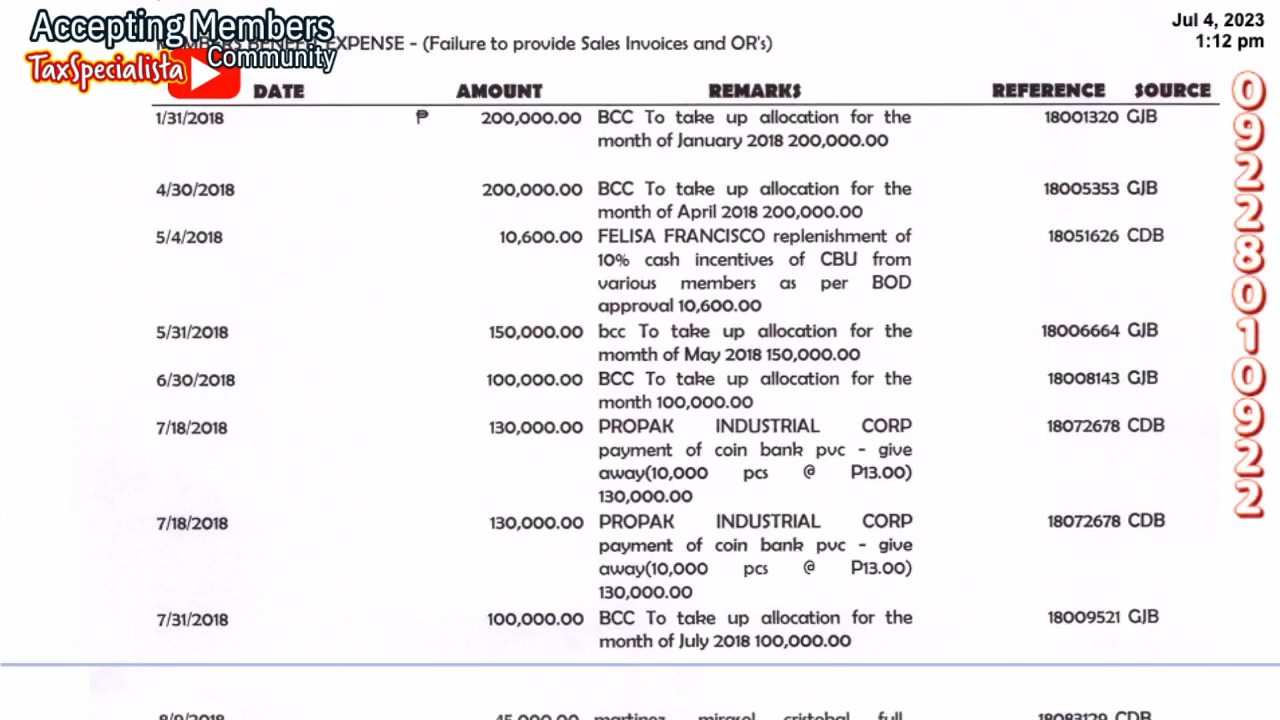 Accepting Members
Community
TaxSpecialista
Jul 4, 2023
1:12 pm
EXPENSE - (Failure to provide Sales Invoices and OR's)
DATE AMOUNT REMARKS REFERENCE SOURCE
1/31/2018 ₱ 200,000.00 BCC To take up allocation for the 18001320 GJB
month of January 2018 200,000.00
4/30/2018 200,000.00 BCC To take up allocation for the 18005353 GJB
month of April 2018 200,000.00
5/4/2018 10,600.00 FELISA FRANCISCO replenishment of 18051626 CDB
10% cash incentives of CBU from
various members as per BOD
approval 10,600.00
5/31/2018 150,000.00 bcc To take up allocation for the 18006664 GJB
momth of May 2018 150,000.00
6/30/2018 100,000.00 BCC To take up allocation for the 18008143 GJB
month 100,000.00
7/18/2018 130,000.00 PROPAK INDUSTRIAL CORP 18072678 CDB
payment of coin bank pvc - give
away(10,000 pcs @ P13.00)
130,000.00
7/18/2018 130,000.00 PROPAK INDUSTRIAL CORP 18072678 CDB
payment of coin bank pvc - give
away(10,000 pcs @ P13.00)
130,000.00
7/31/2018 100,000.00 BCC To take up allocation for the 18009521 GJB
month of July 2018 100,000.00
8/9/2018 45,000.00 martinez mirasol cristobal full 18083129 CDB
09228010922